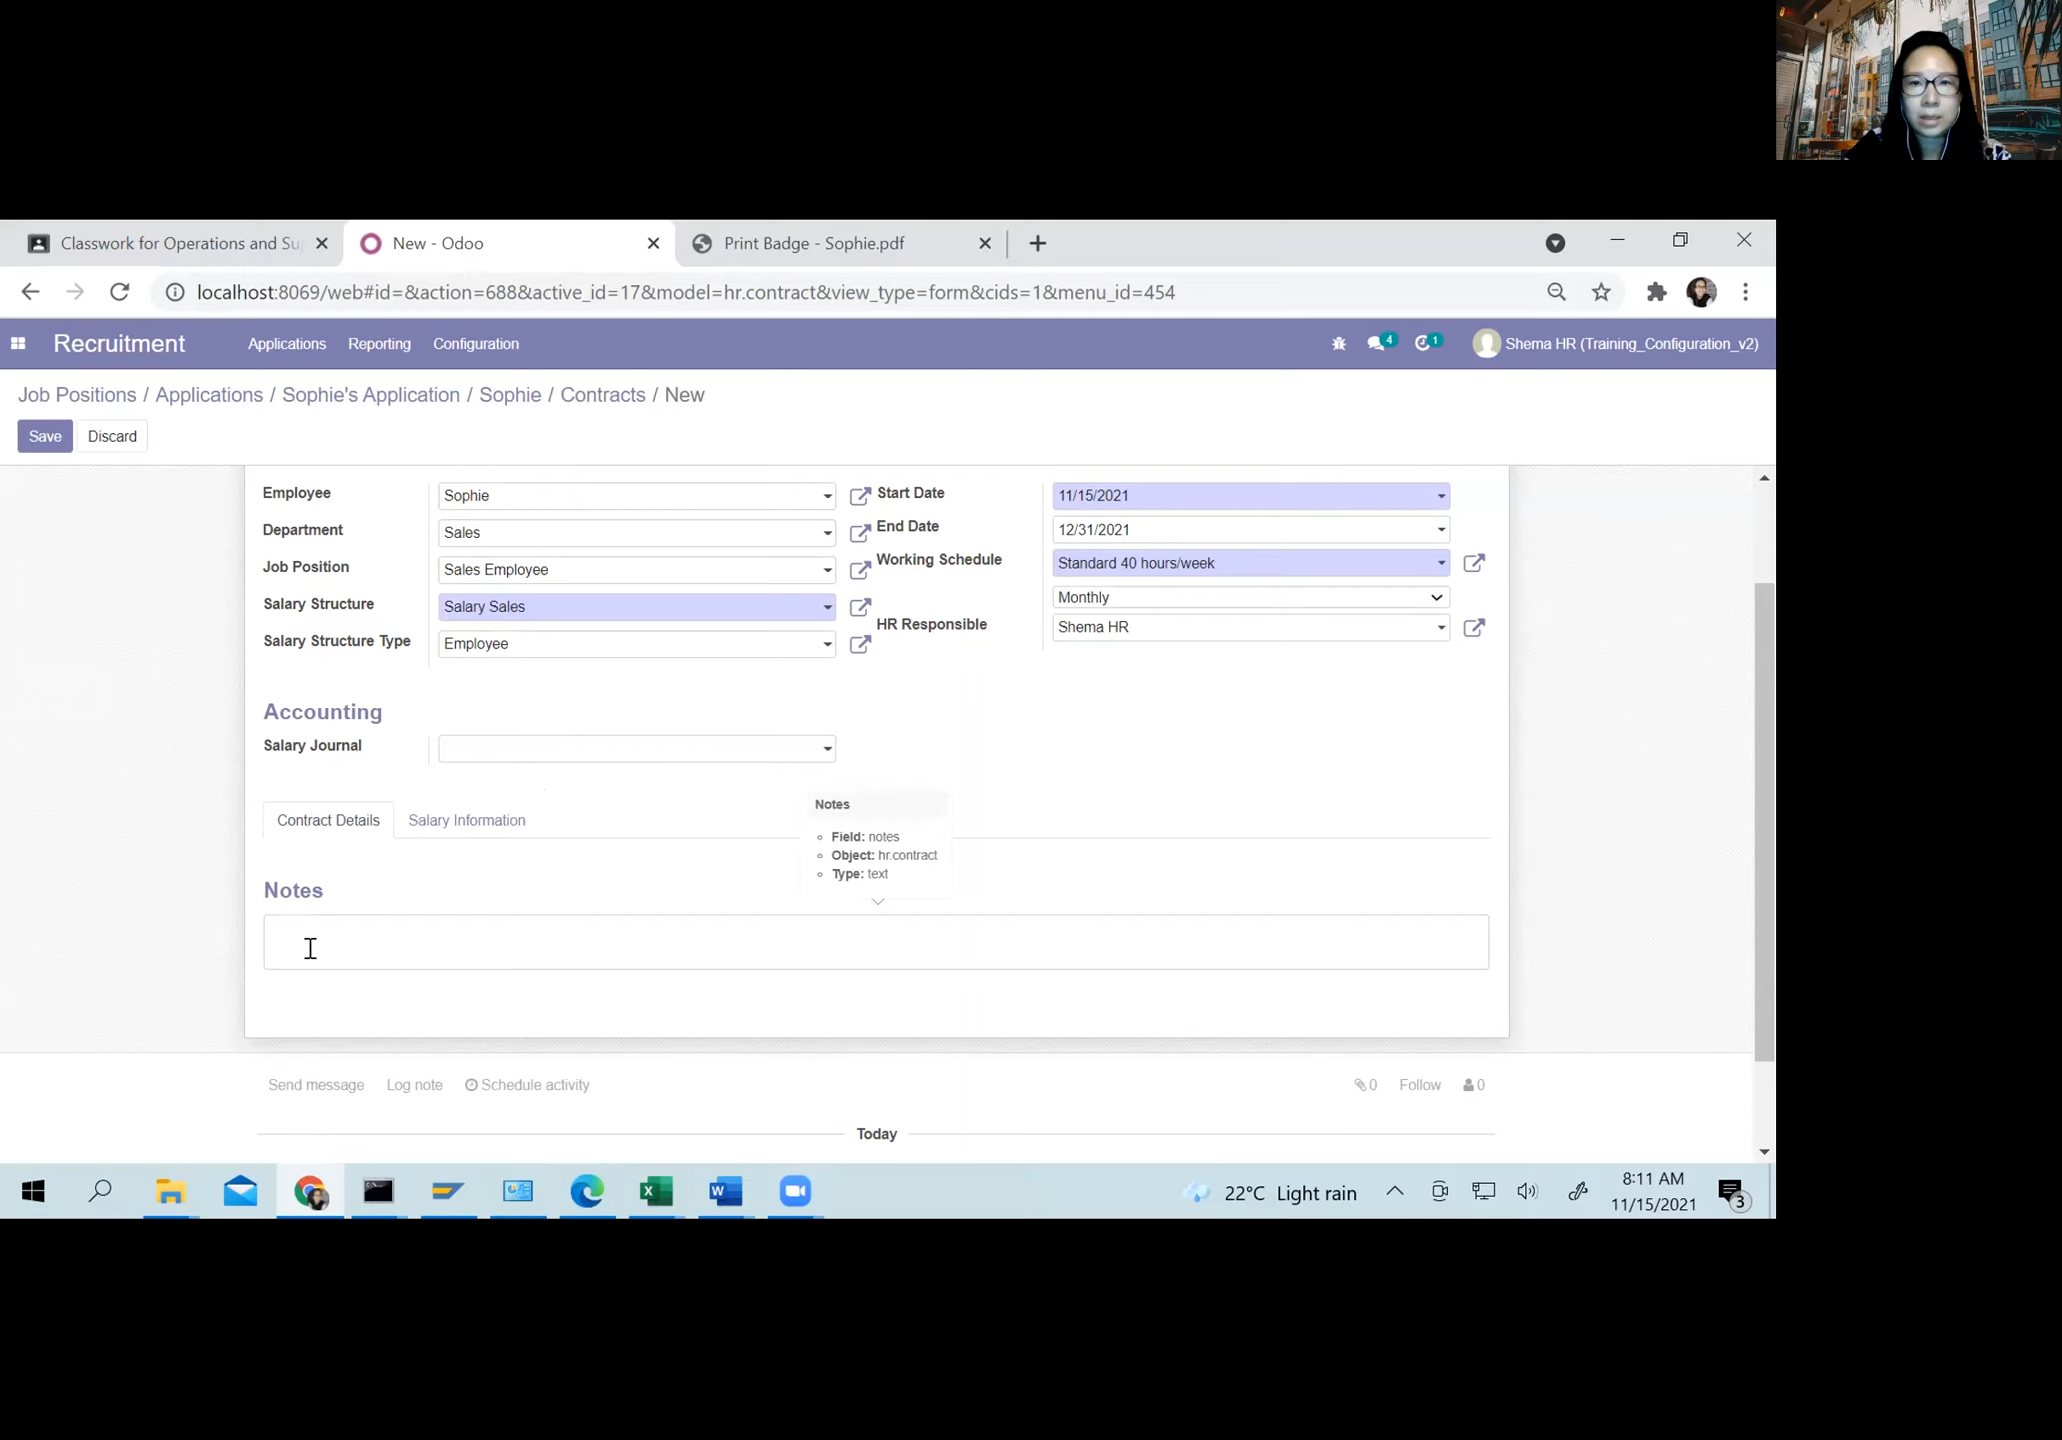 Classwork for Operations and Su
New - Odoo
Print Badge - Sophie.pdf
localhost:8069/web#id=&action=688&active_id=17&model=hr.contract&view_type=form&cids=1&menu_id=454
Recruitment
Applications
Reporting
Configuration
4
1
Shema HR (Training_Configuration_v2)
Job Positions / Applications / Sophie's Application / Sophie / Contracts / New
Save
Discard
Employee
Sophie
Department
Sales
Job Position
Sales Employee
Salary Structure
Salary Sales
Salary Structure Type
Employee
Start Date
11/15/2021
End Date
12/31/2021
Working Schedule
Standard 40 hours/week
Monthly
HR Responsible
Shema HR
Accounting
Salary Journal
Contract Details
Salary Information
Notes
Field: notes
Object: hr.contract
Type: text
Notes
Send message
Log note
Schedule activity
0
Follow
0
Today
22°C Light rain
8:11 AM
11/15/2021
3